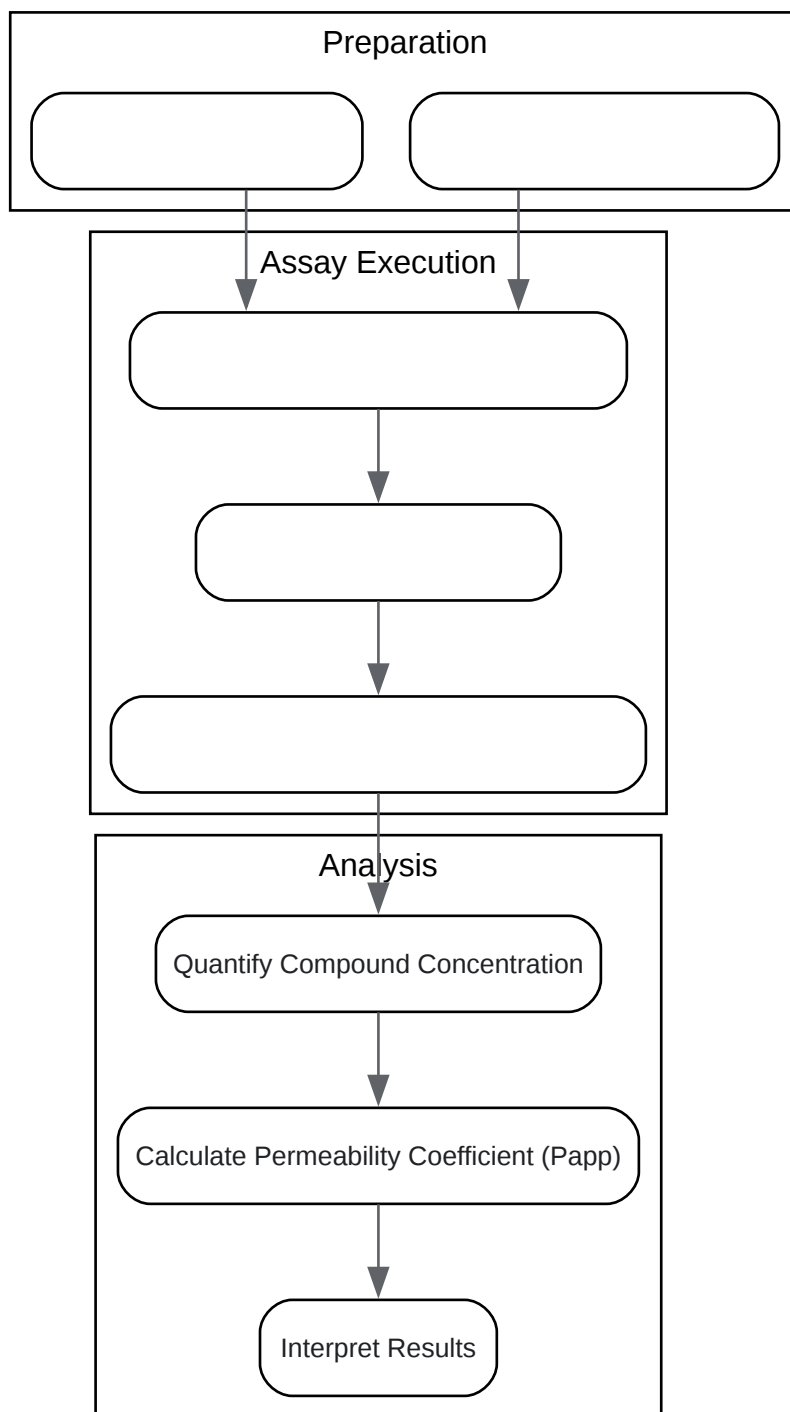 Preparation
Assay Execution
Analysis
Quantify Compound Concentration
Calculate Permeability Coefficient (Papp)
Interpret Results